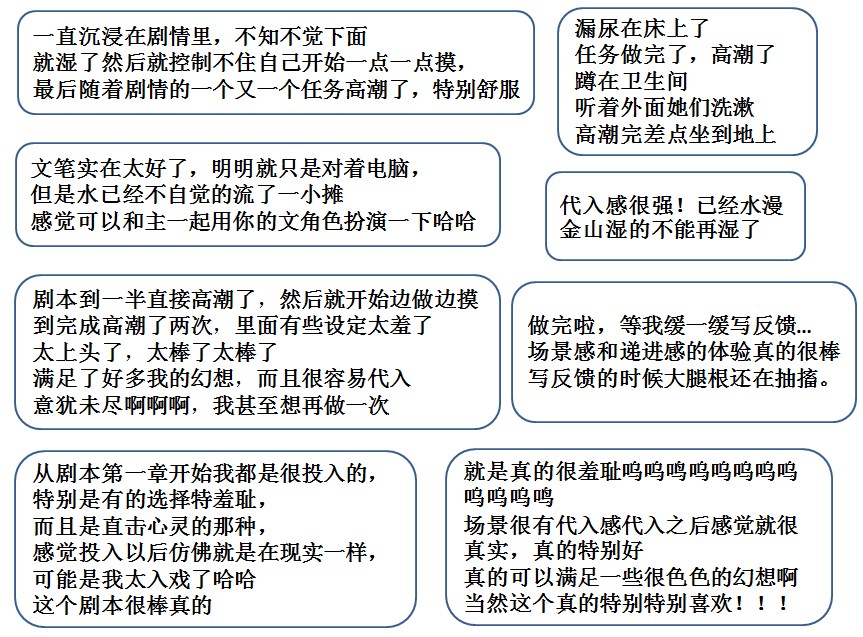 一直沉浸在剧情里，不知不觉下面
就湿了然后就控制不住自己开始一点一点摸，
最后随着剧情的一个又一个任务高潮了，特别舒服
漏尿在床上了
任务做完了，高潮了
蹲在卫生间
听着外面她们洗漱
高潮完差点坐到地上
文笔实在太好了，明明就只是对着电脑，
但是水已经不自觉的流了一小摊
感觉可以和主一起用你的文角色扮演一下哈哈
代入感很强！已经水漫
金山湿的不能再湿了
剧本到一半直接高潮了，然后就开始边做边摸
到完成高潮了两次，里面有些设定太羞了
太上头了，太棒了太棒了
满足了好多我的幻想，而且很容易代入
意犹未尽啊啊啊，我甚至想再做一次
做完啦，等我缓一缓写反馈...
场景感和递进感的体验真的很棒
写反馈的时候大腿根还在抽搐。
从剧本第一章开始我都是很投入的，
特别是有的选择特羞耻，
而且是直击心灵的那种，
感觉投入以后仿佛就是在现实一样，
可能是我太入戏了哈哈
这个剧本很棒真的
就是真的很羞耻呜呜呜呜呜呜呜呜
呜呜呜呜
场景很有代入感代入之后感觉就很
真实，真的特别好
真的可以满足一些很色色的幻想啊
当然这个真的特别特别喜欢！！！